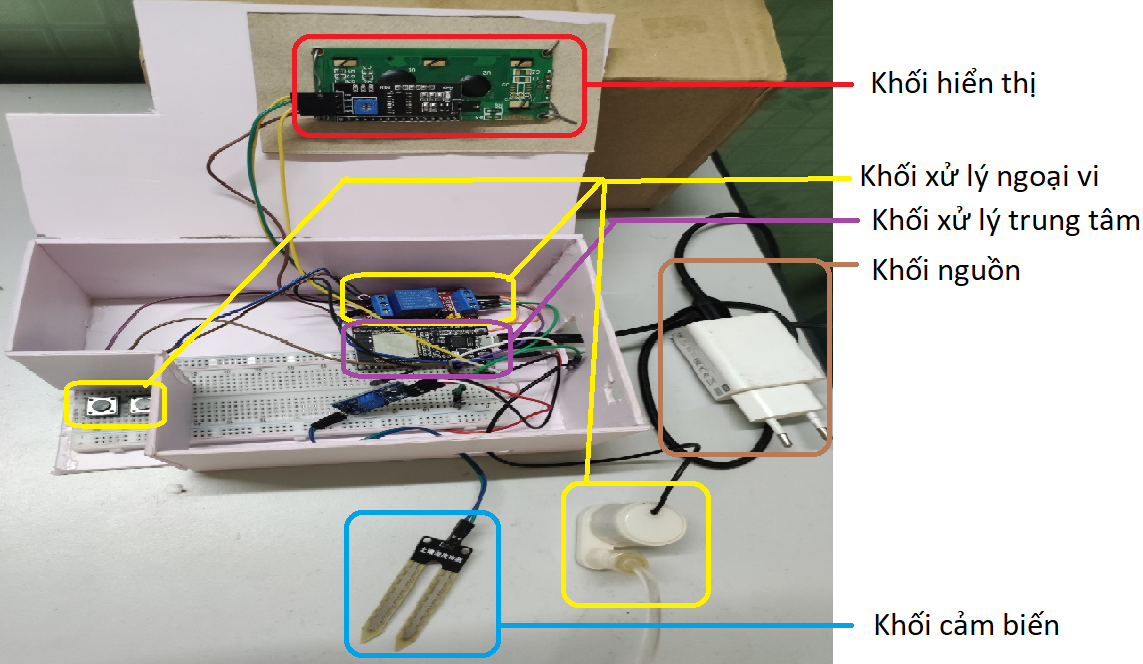 Khối hiển thị
Khối xử lý ngoại vi
Khối xử lý trung tâm
Khối nguồn
Khối cảm biến